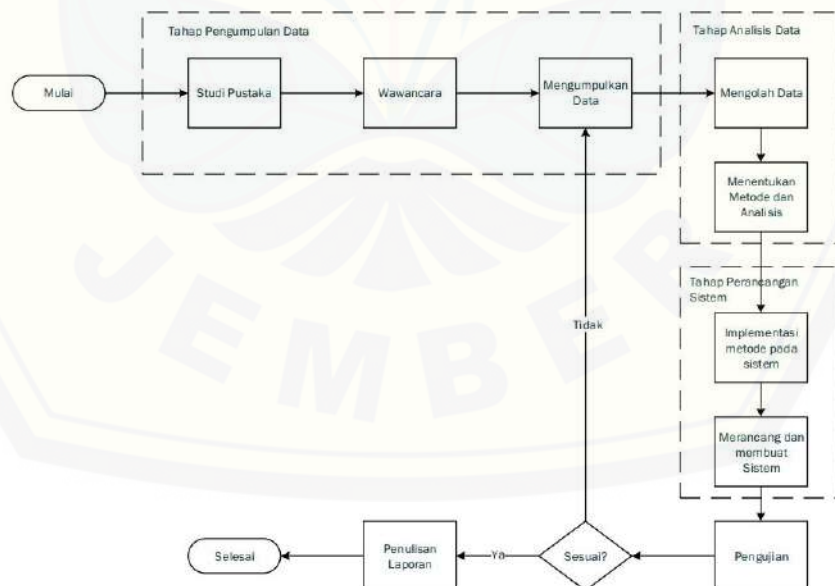 Tahap Pengumpulan Data
Tahap Analisis Data
Mulai
Studi Pustaka
Wawancara
Mengumpulkan
Data
Mengolah Data
Menentukan
Metode dan
Analisis
Tahap Perancangan
Sistem
Implementasi
metode pada
sistem
Merancang dan
membuat
Sistem
Pengujian
Sesuai?
Tidak
Ya
Penulisan
Laporan
Selesai
JEMBER